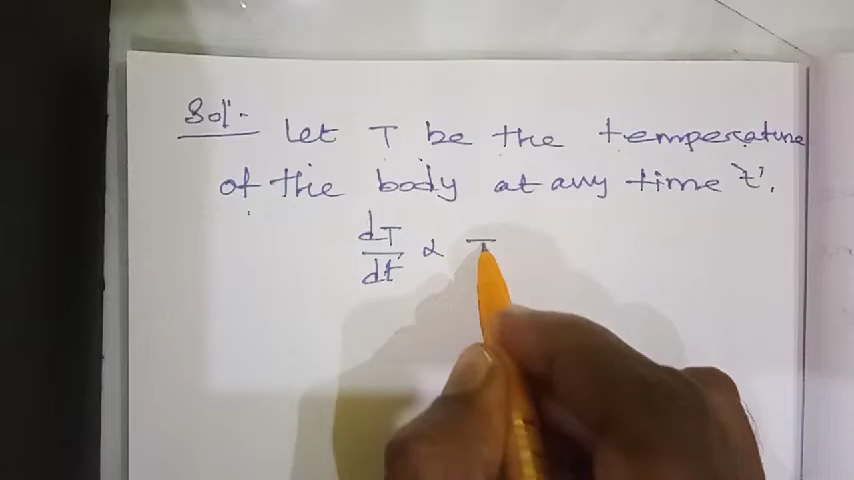 Sol:-
Let T be the temperature
of the body at any time 't'.
dT/dt ∝ T